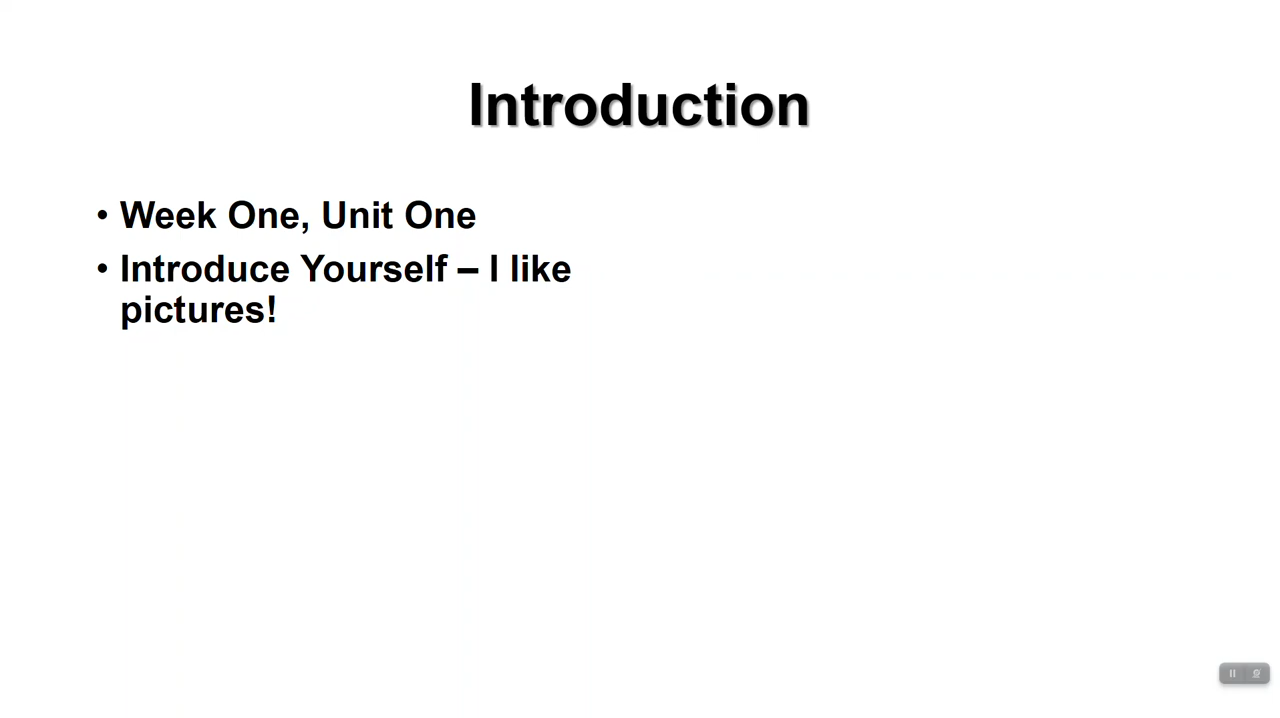 Introduction
• Week One, Unit One
• Introduce Yourself – I like
pictures!